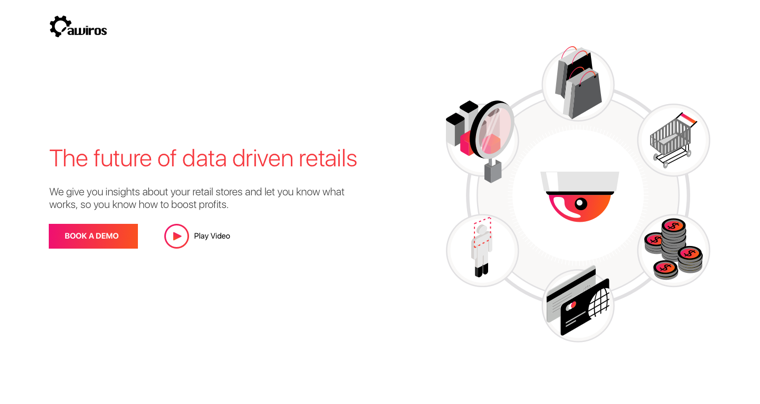 awiros
The future of data driven retails
We give you insights about your retail stores and let you know what
works, so you know how to boost profits.
BOOK A DEMO
Play Video